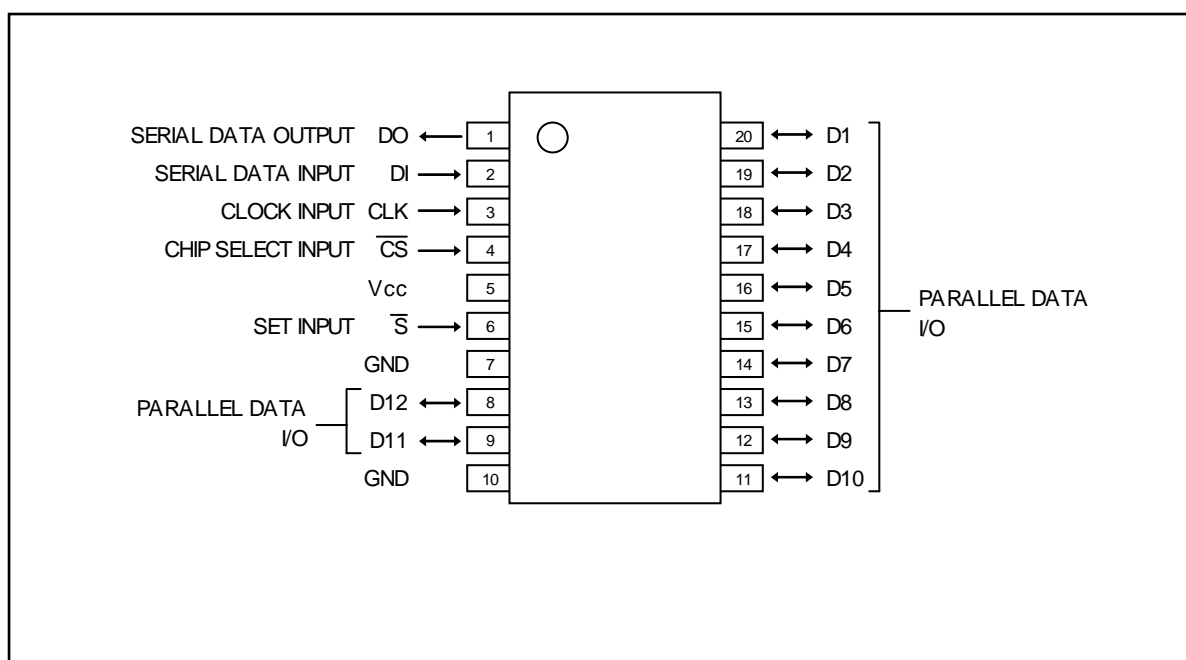 SERIAL DATA OUTPUT DO 1 20 D1
SERIAL DATA INPUT DI 2 19 D2
CLOCK INPUT CLK 3 18 D3
CHIP SELECT INPUT C̅S̅ 4 17 D4
Vcc 5 16 D5
SET INPUT S̅ 6 15 D6
GND 7 14 D7
D12 8 13 D8
D11 9 12 D9
GND 10 11 D10
PARALLEL DATA
I/O
PARALLEL DATA
I/O